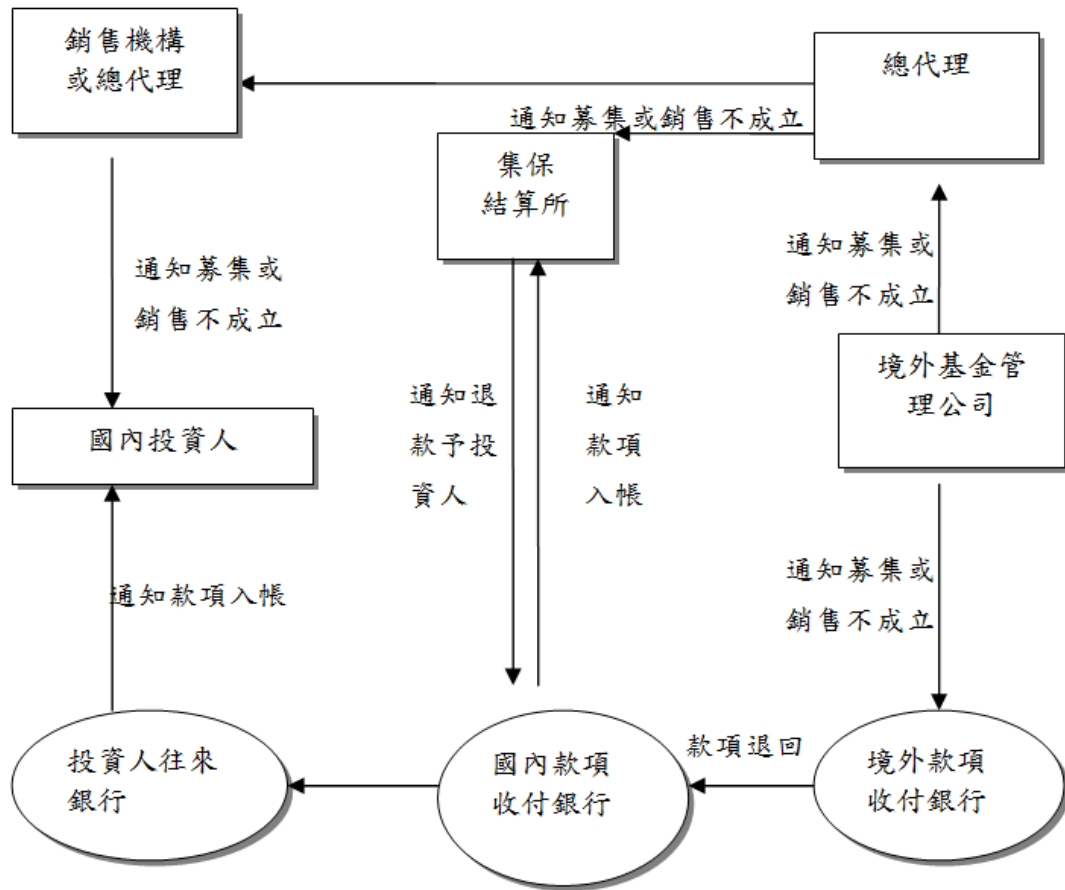 銷售機構
或總代理
總代理
通知募集或銷售不成立
集保
結算所
通知募集或
銷售不成立
通知募集或
銷售不成立
境外基金管
理公司
國內投資人
通知退
款予投
資人
通知
款項
入帳
通知募集或
銷售不成立
通知款項入帳
款項退回
投資人往來
銀行
國內款項
收付銀行
境外款項
收付銀行